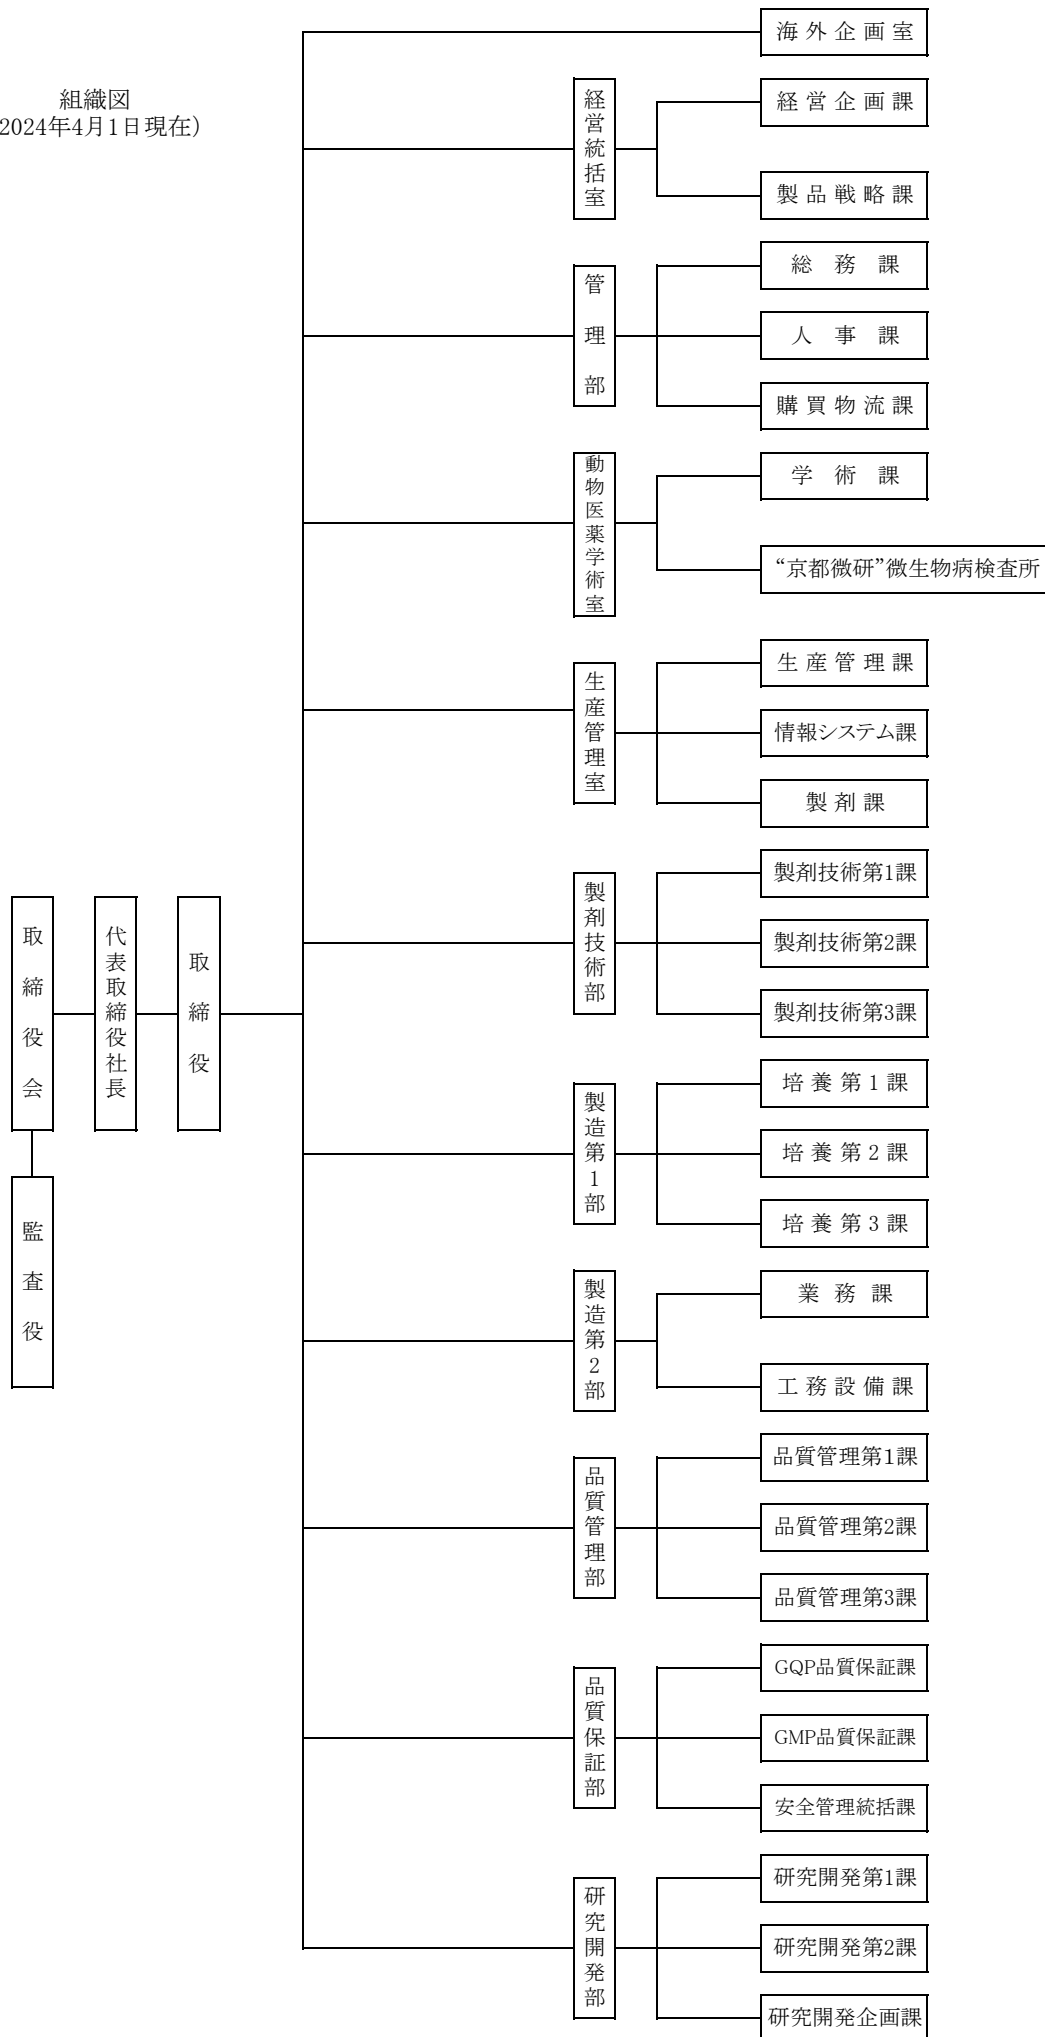 組織図
2024年4月1日現在）
取締役会
監査役
代表取締役社長
取締役
海外企画室
経営統括室
経営企画課
製品戦略課
管理部
総務課
人事課
購買物流課
動物医薬学術室
学術課
“京都微研”微生物病検査所
生産管理室
生産管理課
情報システム課
製剤課
製剤技術部
製剤技術第1課
製剤技術第2課
製剤技術第3課
製造第1部
培養第1課
培養第2課
培養第3課
製造第2部
業務課
工務設備課
品質管理部
品質管理第1課
品質管理第2課
品質管理第3課
品質保証部
GQP品質保証課
GMP品質保証課
安全管理統括課
研究開発部
研究開発第1課
研究開発第2課
研究開発企画課